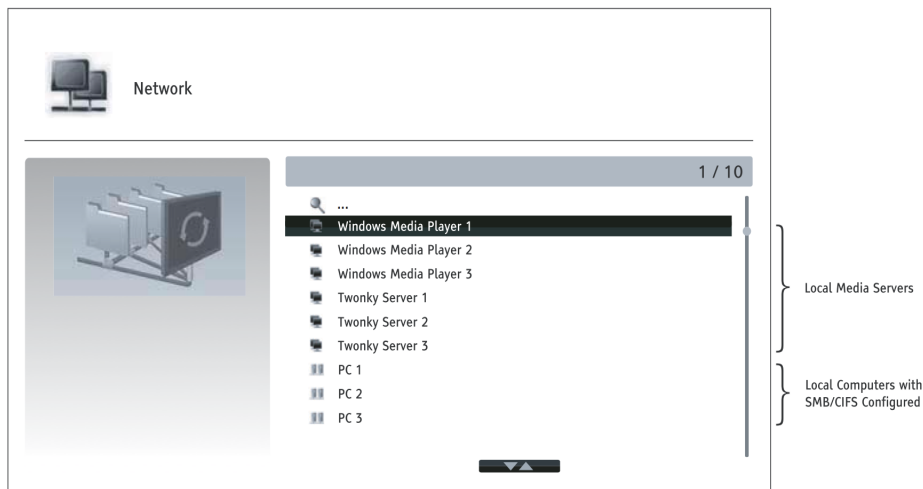 Network
1 / 10
...
Windows Media Player 1
Windows Media Player 2
Windows Media Player 3
Twonky Server 1
Twonky Server 2
Twonky Server 3
PC 1
PC 2
PC 3
Local Media Servers
Local Computers with
SMB/CIFS Configured